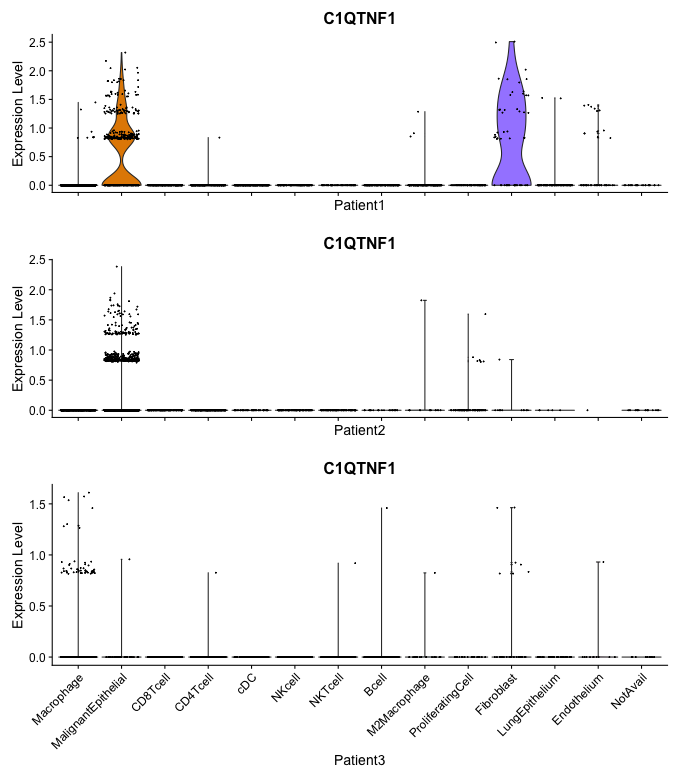 C1QTNF1
Expression Level
2.5
2.0
1.5
1.0
0.5
0.0
Patient1
C1QTNF1
Expression Level
2.5
2.0
1.5
1.0
0.5
0.0
Patient2
C1QTNF1
Expression Level
1.5
1.0
0.5
0.0
Macrophage
MalignantEpithelial
CD8Tcell
CD4Tcell
cDC
NKcell
NKTcell
Bcell
M2Macrophage
ProliferatingCell
Fibroblast
LungEpithelium
Endothelium
NotAvail
Patient3